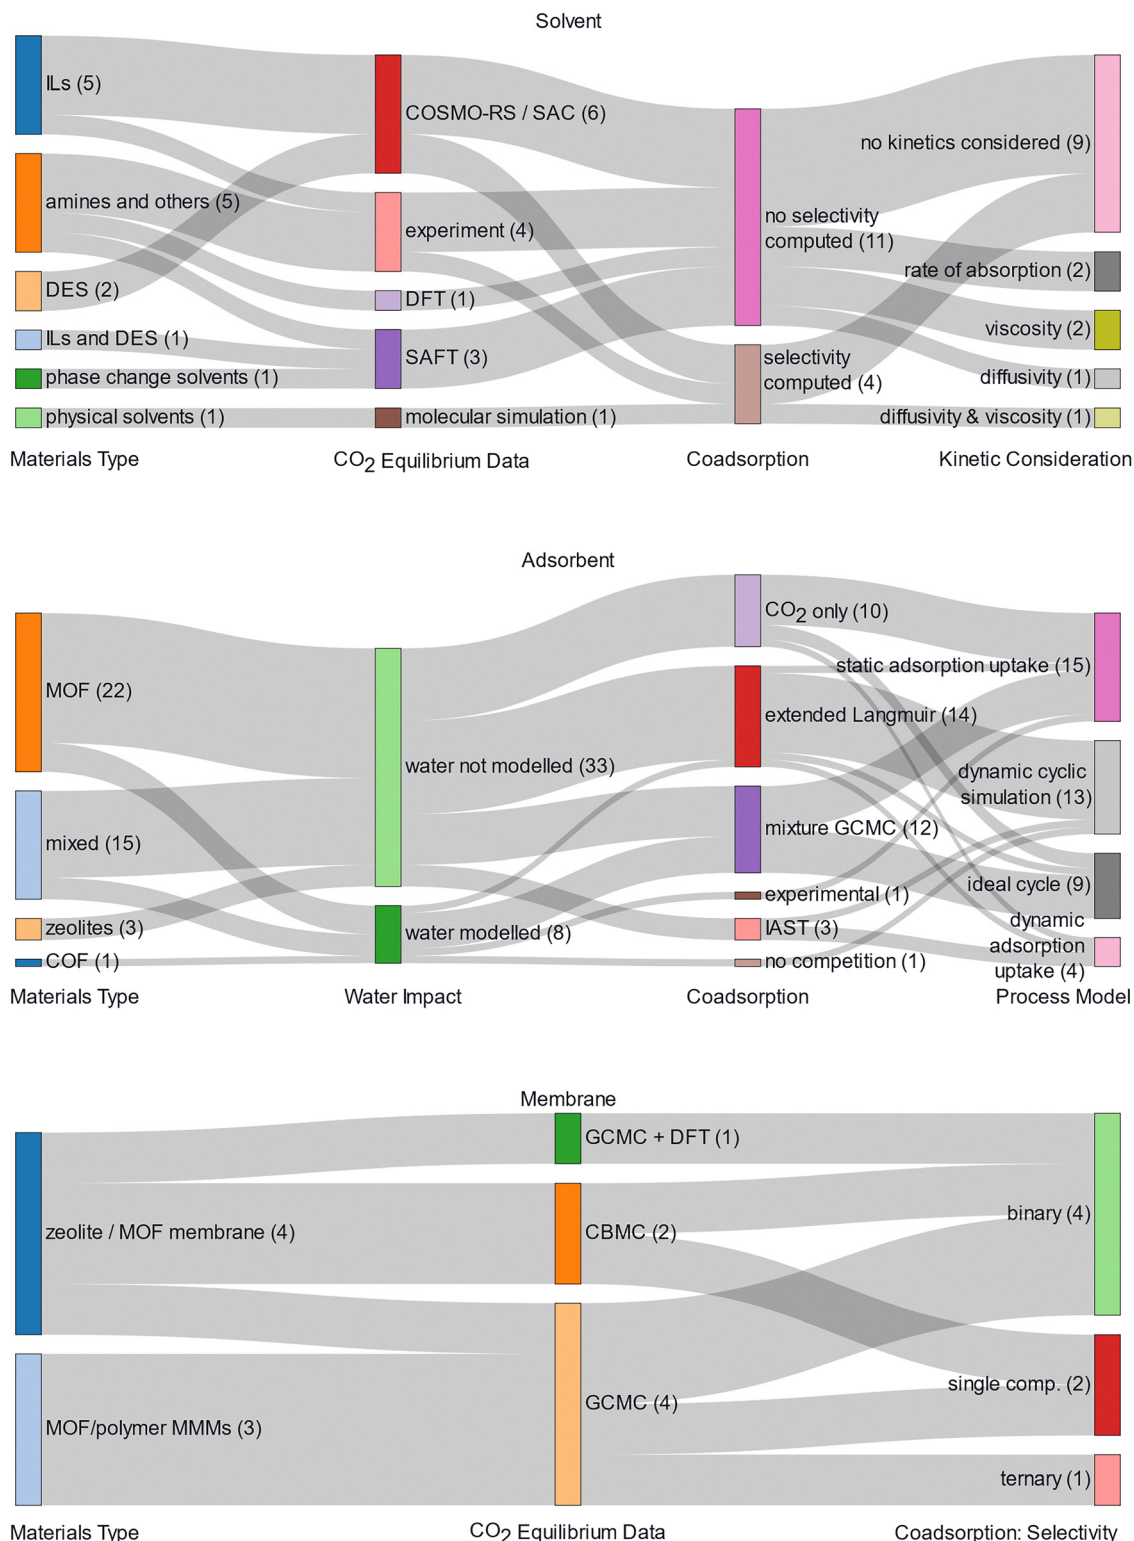 Solvent
ILs (5)
amines and others (5)
DES (2)
ILs and DES (1)
phase change solvents (1)
physical solvents (1)
COSMO-RS / SAC (6)
experiment (4)
DFT (1)
SAFT (3)
molecular simulation (1)
no selectivity
computed (11)
selectivity
computed (4)
no kinetics considered (9)
rate of absorption (2)
viscosity (2)
diffusivity (1)
diffusivity & viscosity (1)
Materials Type
CO2 Equilibrium Data
Coadsorption
Kinetic Consideration
Adsorbent
MOF (22)
mixed (15)
zeolites (3)
COF (1)
water not modelled (33)
water modelled (8)
CO2 only (10)
extended Langmuir (14)
mixture GCMC (12)
experimental (1)
IAST (3)
no competition (1)
static adsorption uptake (15)
dynamic cyclic
simulation (13)
ideal cycle (9)
dynamic
adsorption
uptake (4)
Materials Type
Water Impact
Coadsorption
Process Model
Membrane
zeolite / MOF membrane (4)
MOF/polymer MMMs (3)
GCMC + DFT (1)
CBMC (2)
GCMC (4)
binary (4)
single comp. (2)
ternary (1)
Materials Type
CO2 Equilibrium Data
Coadsorption: Selectivity